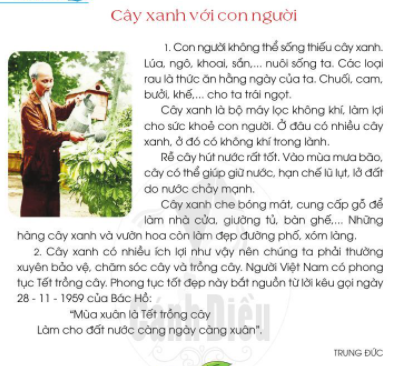 Cây xanh với con người
1. Con người không thể sống thiếu cây xanh.
Lúa, ngô, khoai, sắn,... nuôi sống ta. Các loại
rau là thức ăn hằng ngày của ta. Chuối, cam,
bưởi, khế,... cho ta trái ngọt.
Cây xanh là bộ máy lọc không khí, làm lợi
cho sức khoẻ con người. Ở đâu có nhiều cây
xanh, ở đó có không khí trong lành.
Rễ cây hút nước rất tốt. Vào mùa mưa bão,
cây có thể giúp giữ nước, hạn chế lũ lụt, lở đất
do nước chảy mạnh.
Cây xanh che bóng mát, cung cấp gỗ để
làm nhà cửa, giường tủ, bàn ghế,... Những
hàng cây xanh và vườn hoa còn làm đẹp đường phố, xóm làng.
2. Cây xanh có nhiều ích lợi như vậy nên chúng ta phải thường
xuyên bảo vệ, chăm sóc cây và trồng cây. Người Việt Nam có phong
tục Tết trồng cây. Phong tục tốt đẹp này bắt nguồn từ lời kêu gọi ngày
28 - 11 - 1959 của Bác Hồ:
"Mùa xuân là Tết trồng cây
Làm cho đất nước càng ngày càng xuân".
Cánh Diều
TRUNG ĐỨC